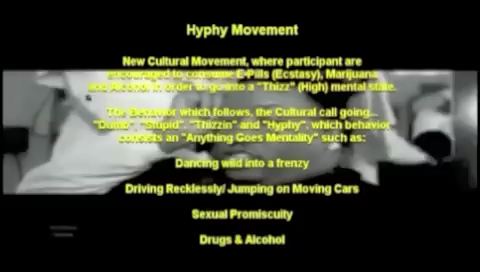 Hyphy Movement
New Cultural Movement, where participant are
encouraged to consume E-Pills (Ecstasy), Marijuana
and Alcohol in order to go into a "Thizz" (High) mental state.
The Behavior which follows, the Cultural call going...
"Dumb", "Stupid", "Thizzin" and "Hyphy", which behavior
consists an "Anything Goes Mentality" such as:
Dancing wild into a frenzy
Driving Recklessly/ Jumping on Moving Cars
Sexual Promiscuity
Drugs & Alcohol